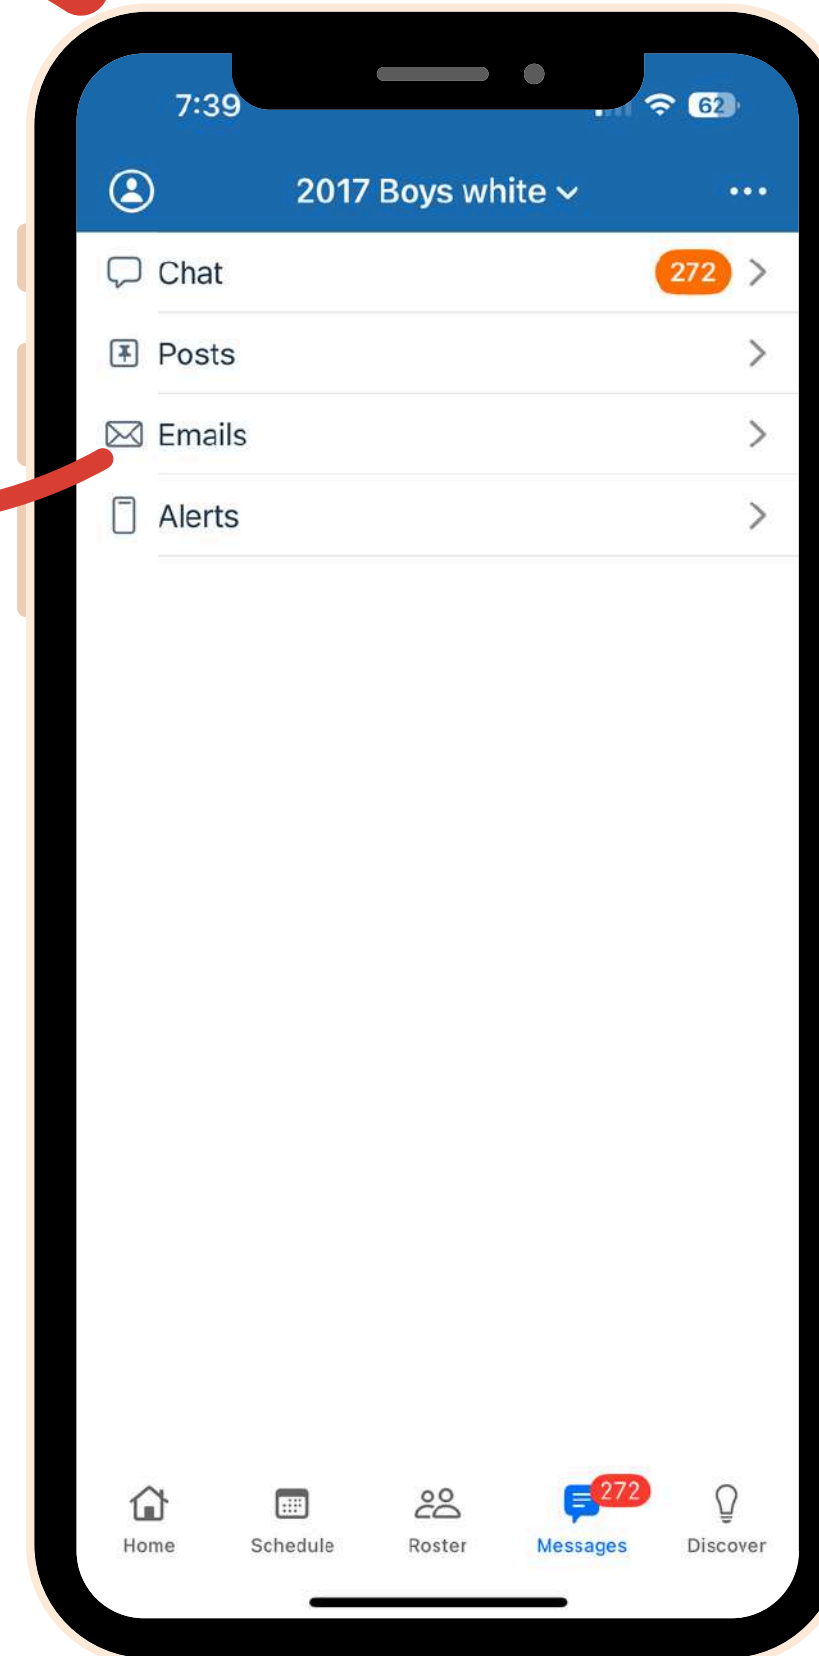 7:39 62
2017 Boys white
Chat 272
Posts
Emails
Alerts
272
Home Schedule Roster Messages Discover